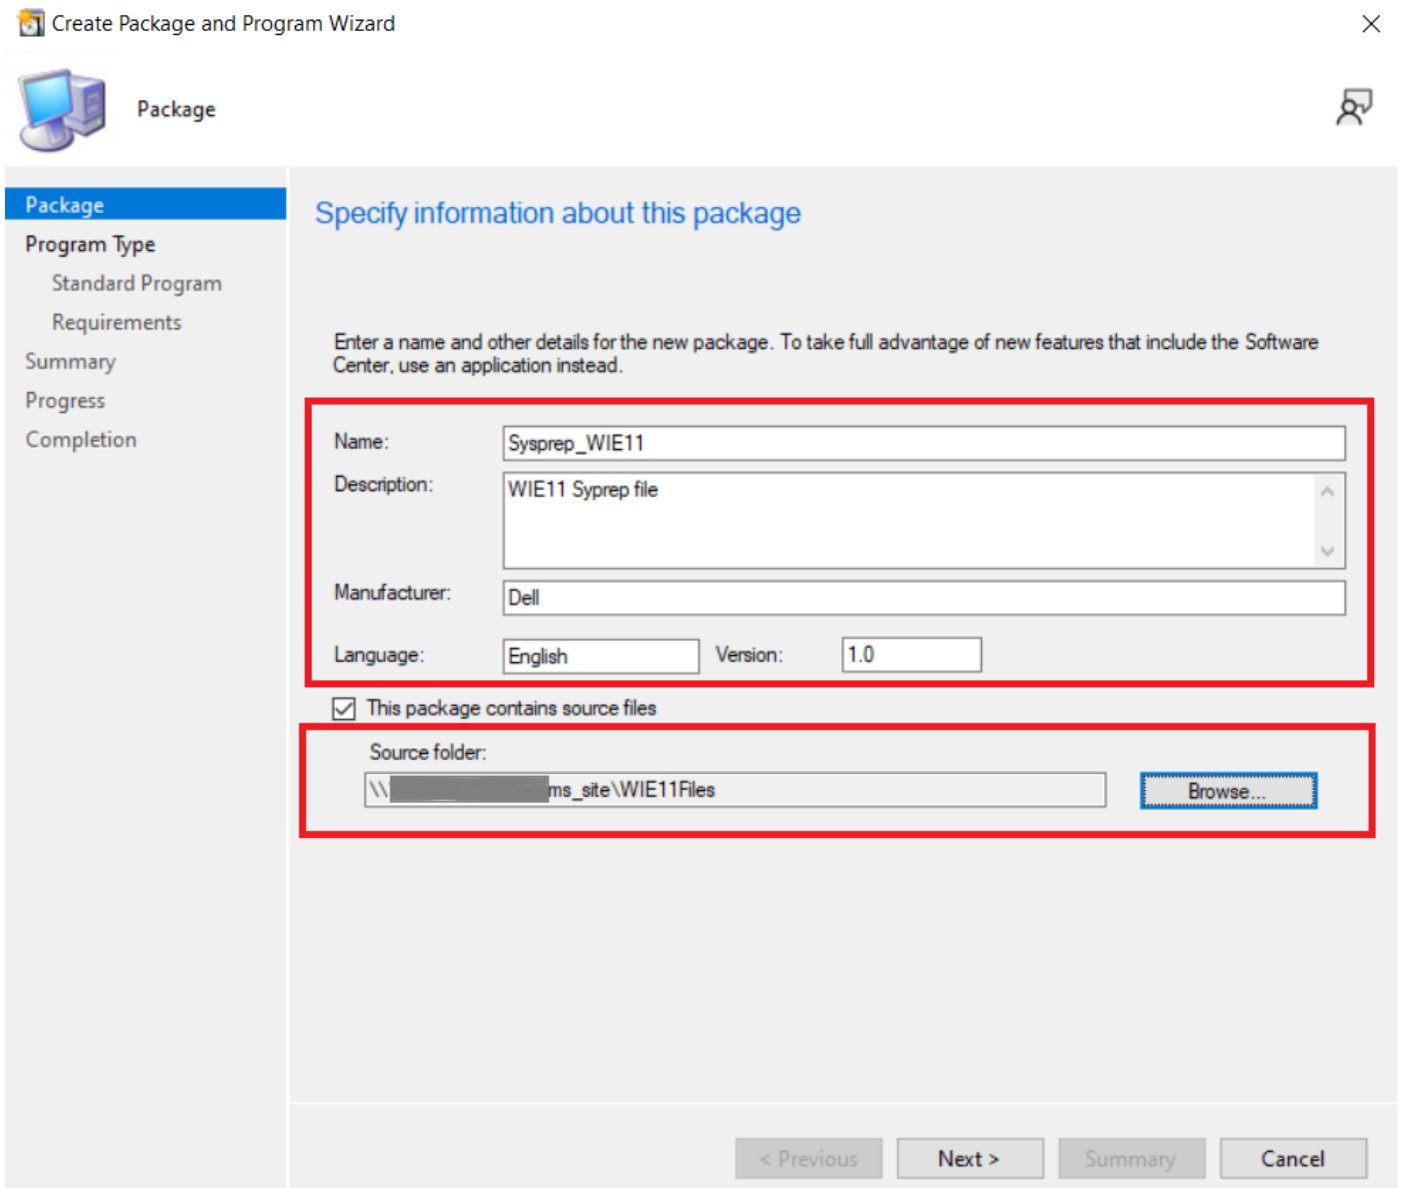 Create Package and Program Wizard
Package
Package
Program Type
Standard Program
Requirements
Summary
Progress
Completion
Specify information about this package
Enter a name and other details for the new package. To take full advantage of new features that include the Software
Center, use an application instead.
Name: Sysprep_WIE11
Description: WIE11 Syprep file
Manufacturer: Dell
Language: English Version: 1.0
This package contains source files
Source folder:
\\ ms_site\WIE11Files Browse...
< Previous Next > Summary Cancel